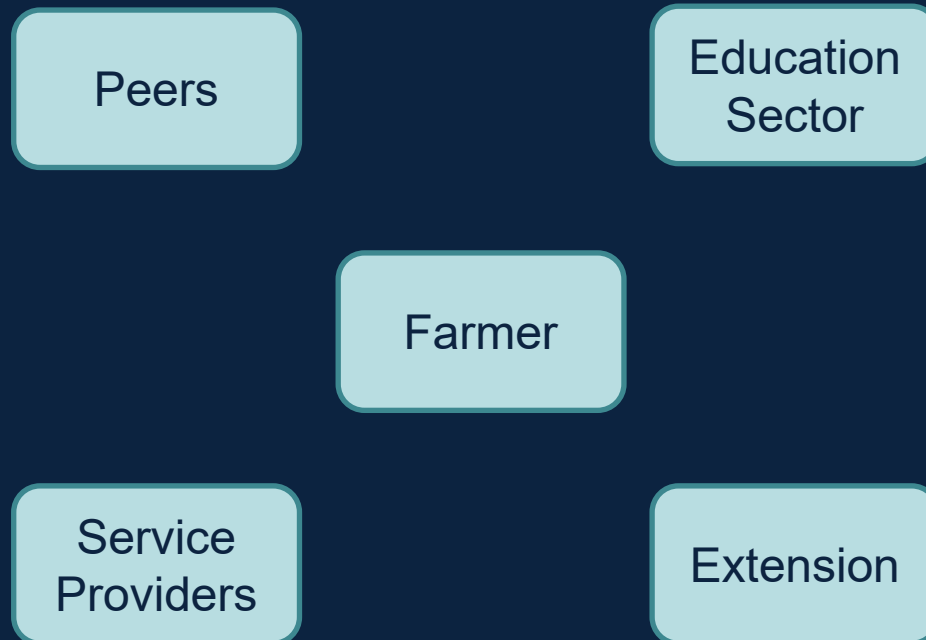 Peers
Education
Sector
Farmer
Service
Providers
Extension